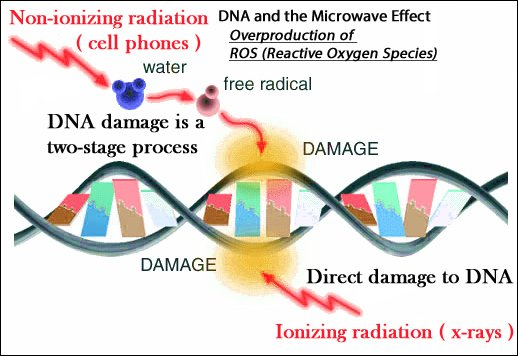 Non-ionizing radiation
( cell phones )
DNA and the Microwave Effect
Overproduction of
ROS (Reactive Oxygen Species)
water
free radical
DNA damage is a
two-stage process
DAMAGE
DAMAGE
Direct damage to DNA
Ionizing radiation ( x-rays )